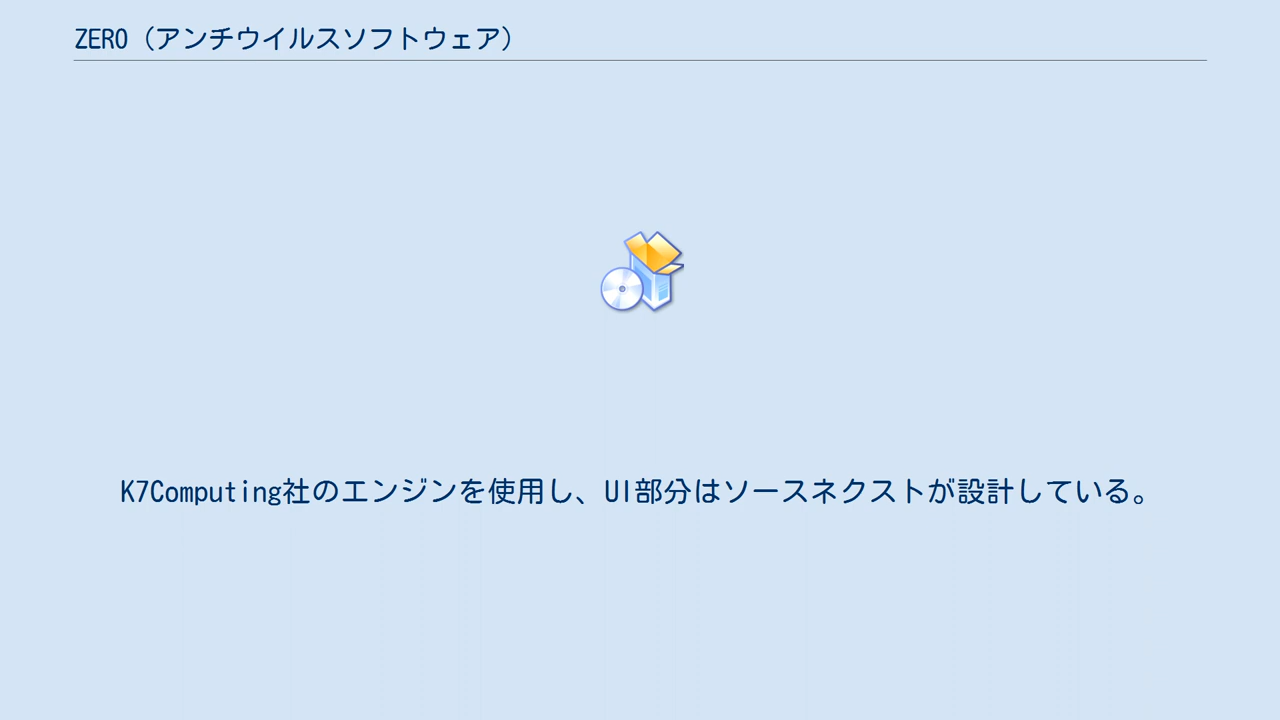 ZERO（アンチウイルスソフトウェア）
K7Computing社のエンジンを使用し、UI部分はソースネクストが設計している。